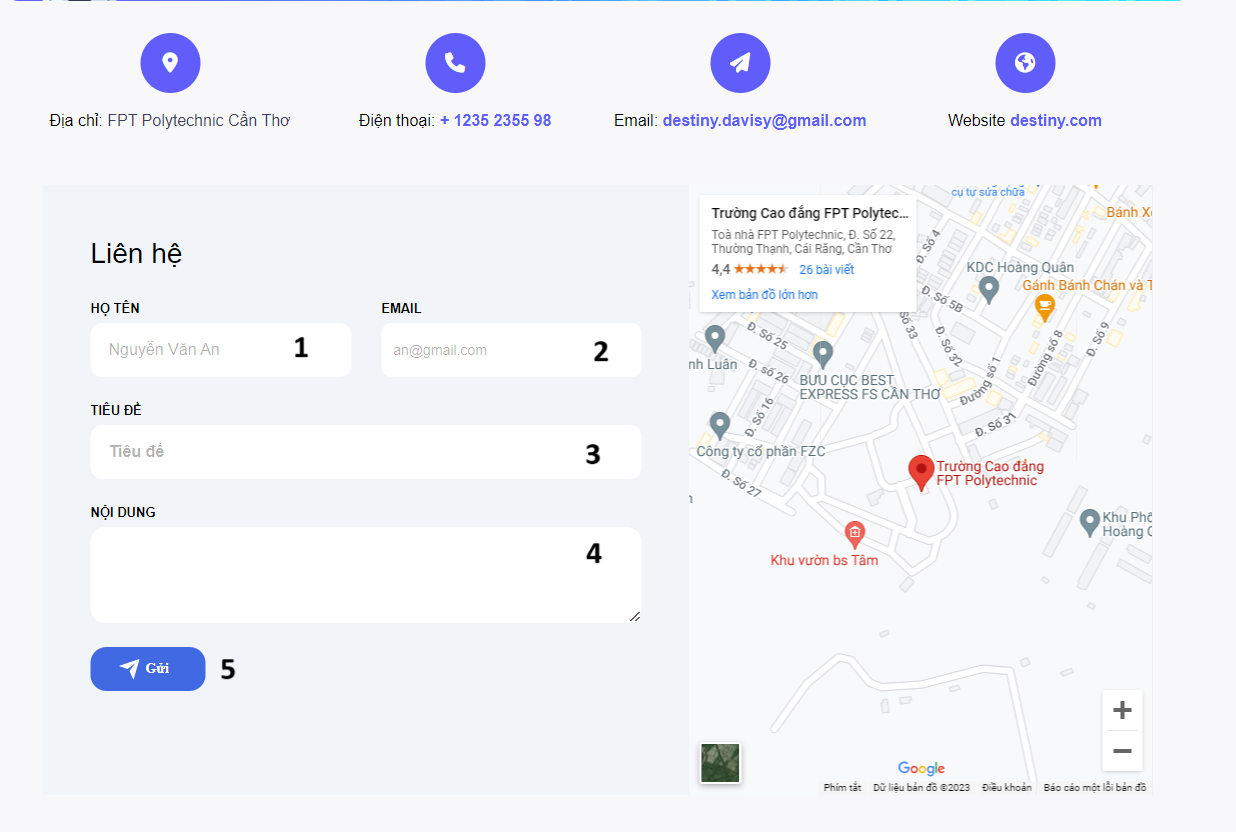 Địa chỉ: FPT Polytechnic Cần Thơ
Điện thoại: + 1235 2355 98
Email: destiny.davisy@gmail.com
Website destiny.com
Liên hệ
HỌ TÊN
EMAIL
Nguyễn Văn An
1
an@gmail.com
2
TIÊU ĐỀ
Tiêu đề
3
NỘI DUNG
4
Gửi
5
cụ tự sửa chữa
Trường Cao đẳng FPT Polytec...
Toà nhà FPT Polytechnic, Đ. Số 22,
Thường Thạnh, Cái Răng, Cần Thơ
4,4
26 bài viết
Xem bản đồ lớn hơn
Bánh X
Đ. Số 4
KDC Hoàng Quân
Gánh Bánh Chán và T
Đ. Số 5B
Số 33
Đ. Số 25
Đ. Số 32
Đường số 8
Đ. Số 9
nh Luân
Đ. số 26
BƯU CỤC BEST
EXPRESS FS CẦN THƠ
Đường số 1
Đ. Số 16
Đ. Số 31
Công ty cổ phần FZC
Trường Cao đẳng
FPT Polytechnic
Đ. Số 27
Khu Phố
Hoàng
Khu vườn bs Tâm
Google
Phím tắt
Dữ liệu bản đồ ©2023
Điều khoản
Báo cáo một lỗi bản đồ